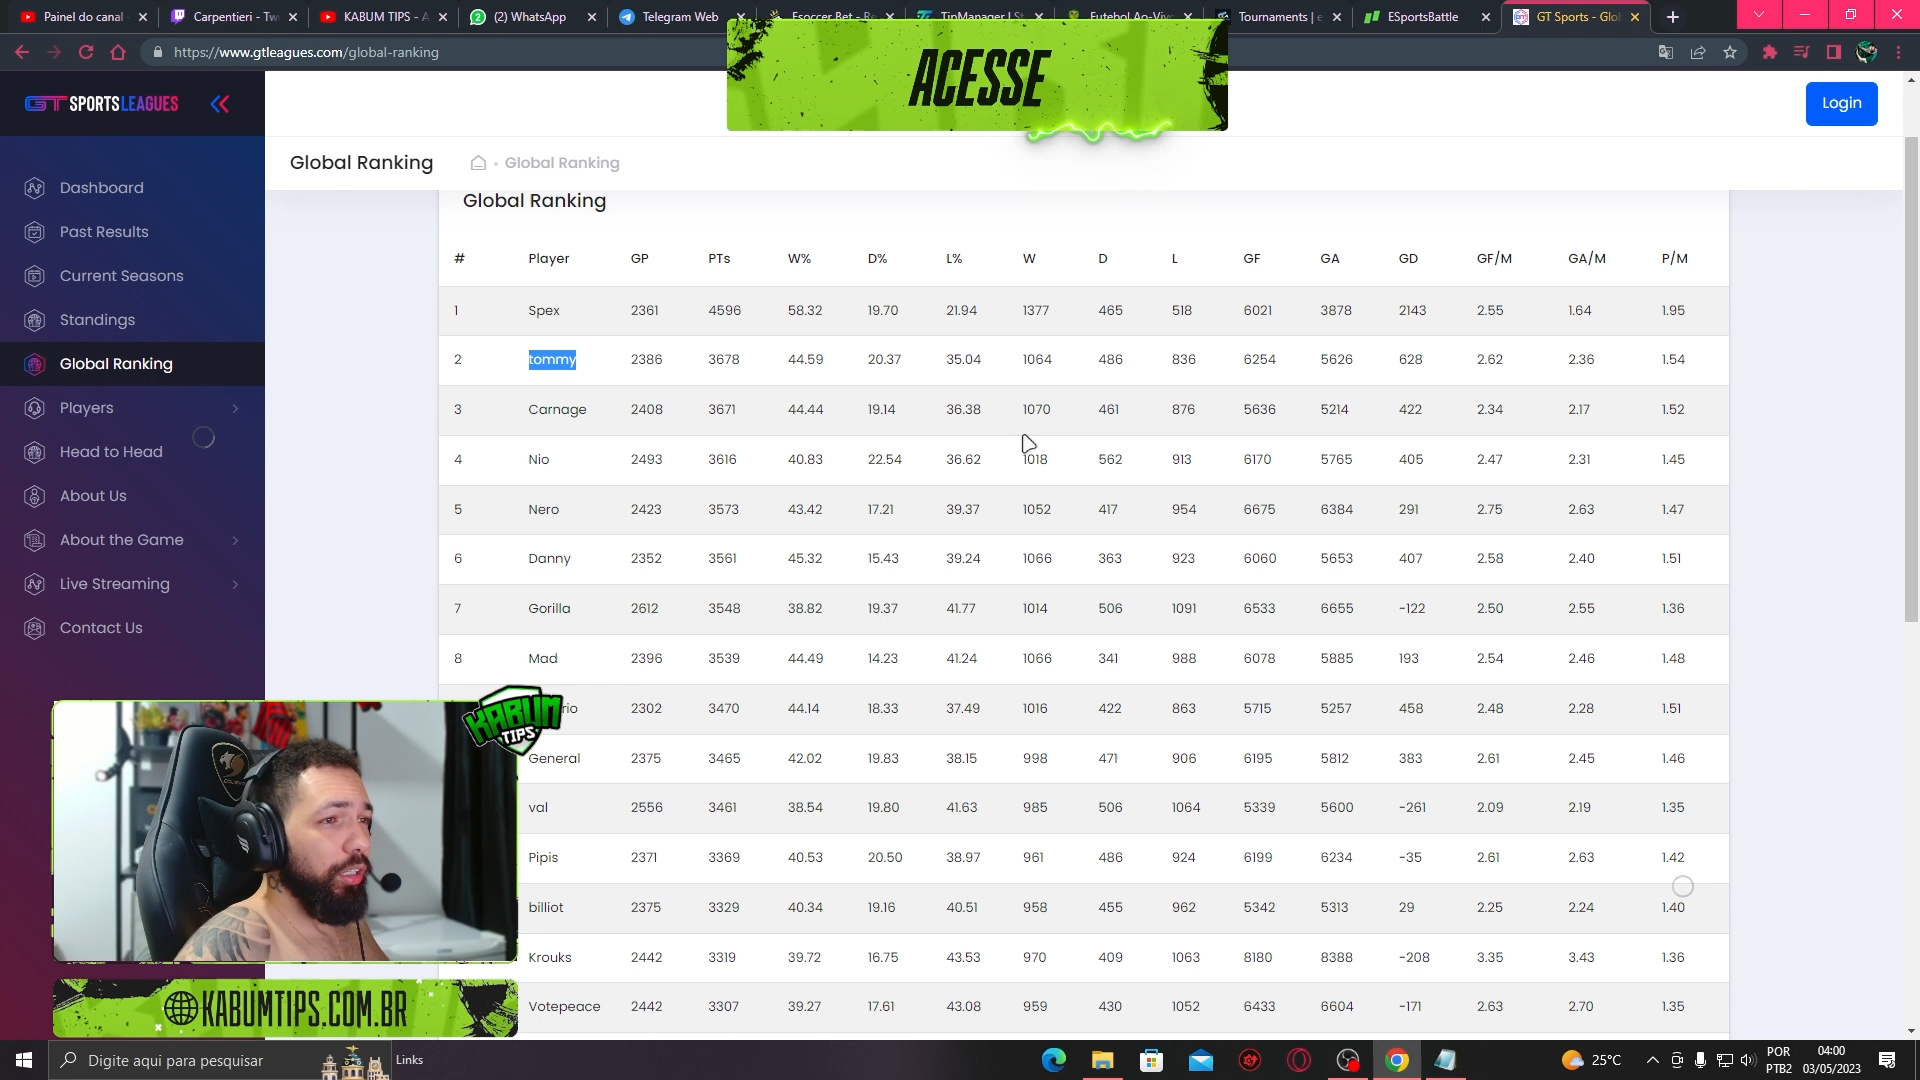 Painel do canal - Carpentieri - Tw KABUM TIPS - A (2) WhatsApp Telegram Web Esoccer Bet - Re TipManager | St Futebol Ao-Vivo Tournaments | e ESportsBattle GT Sports - Glo
https://www.gtleagues.com/global-ranking
ACESSE
GT SPORTSLEAGUES
Login
Global Ranking Global Ranking
Dashboard
Past Results
Current Seasons
Standings
Global Ranking
Players
Head to Head
About Us
About the Game
Live Streaming
Contact Us
Global Ranking
# Player GP PTs W% D% L% W D L GF GA GD GF/M GA/M P/M
1 Spex 2361 4596 58.32 19.70 21.94 1377 465 518 6021 3878 2143 2.55 1.64 1.95
2 tommy 2386 3678 44.59 20.37 35.04 1064 486 836 6254 5626 628 2.62 2.36 1.54
3 Carnage 2408 3671 44.44 19.14 36.38 1070 461 876 5636 5214 422 2.34 2.17 1.52
4 Nio 2493 3616 40.83 22.54 36.62 1018 562 913 6170 5765 405 2.47 2.31 1.45
5 Nero 2423 3573 43.42 17.21 39.37 1052 417 954 6675 6384 291 2.75 2.63 1.47
6 Danny 2352 3561 45.32 15.43 39.24 1066 363 923 6060 5653 407 2.58 2.40 1.51
7 Gorilla 2612 3548 38.82 19.37 41.77 1014 506 1091 6533 6655 -122 2.50 2.55 1.36
8 Mad 2396 3539 44.49 14.23 41.24 1066 341 988 6078 5885 193 2.54 2.46 1.48
rio 2302 3470 44.14 18.33 37.49 1016 422 863 5715 5257 458 2.48 2.28 1.51
General 2375 3465 42.02 19.83 38.15 998 471 906 6195 5812 383 2.61 2.45 1.46
val 2556 3461 38.54 19.80 41.63 985 506 1064 5339 5600 -261 2.09 2.19 1.35
Pipis 2371 3369 40.53 20.50 38.97 961 486 924 6199 6234 -35 2.61 2.63 1.42
billiot 2375 3329 40.34 19.16 40.51 958 455 962 5342 5313 29 2.25 2.24 1.40
Krouks 2442 3319 39.72 16.75 43.53 970 409 1063 8180 8388 -208 3.35 3.43 1.36
Votepeace 2442 3307 39.27 17.61 43.08 959 430 1052 6433 6604 -171 2.63 2.70 1.35
KABUM
TIPS
COUGAR
KABUMTIPS.COM.BR
Digite aqui para pesquisar Links 25°C POR 04:00
PTB2 03/05/2023